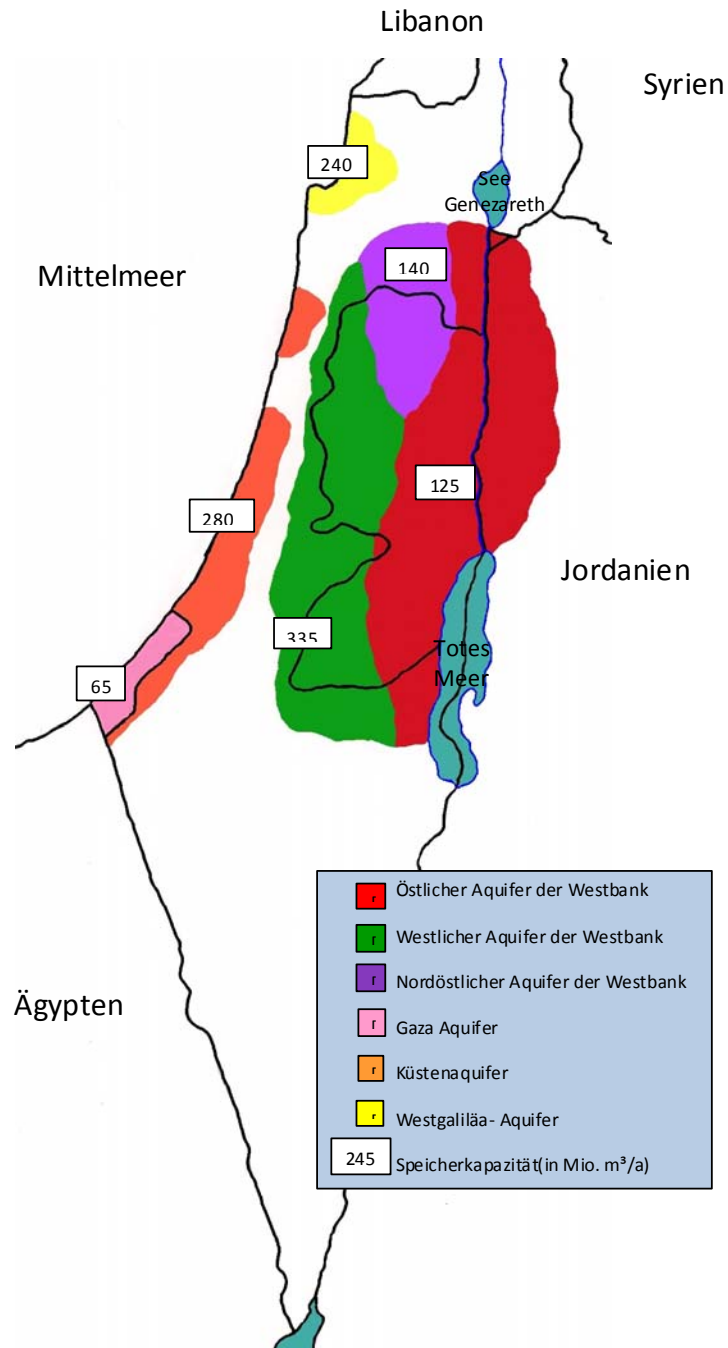 Libanon
Syrien
240
See
Genezareth
Mittelmeer
140
125
280
Jordanien
335
Totes
Meer
65
Ägypten
r Östlicher Aquifer der Westbank
r Westlicher Aquifer der Westbank
r Nordöstlicher Aquifer der Westbank
r Gaza Aquifer
r Küstenaquifer
r Westgaliläa- Aquifer
245 Speicherkapazität(in Mio. m³/a)